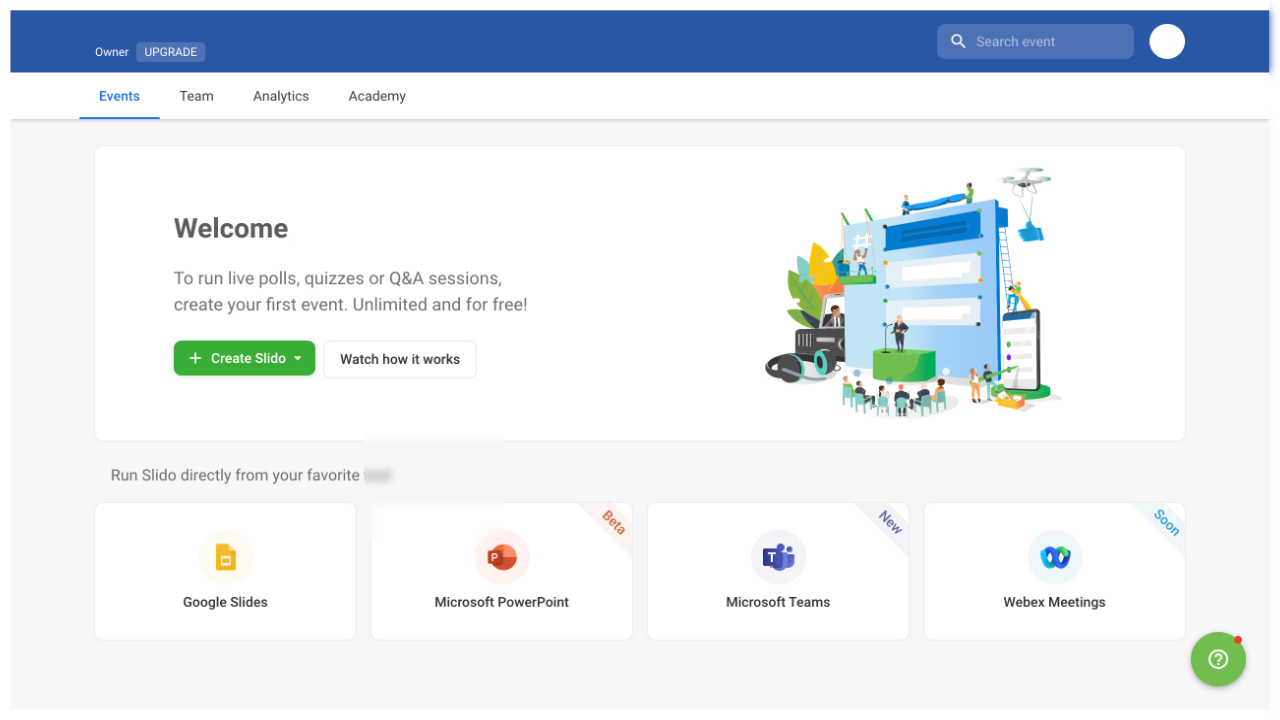 Owner UPGRADE
Search event
Events Team Analytics Academy
Welcome
To run live polls, quizzes or Q&A sessions,
create your first event. Unlimited and for free!
+ Create Slido
Watch how it works
Run Slido directly from your favorite
Beta
New
Soon
P
T
Google Slides
Microsoft PowerPoint
Microsoft Teams
Webex Meetings